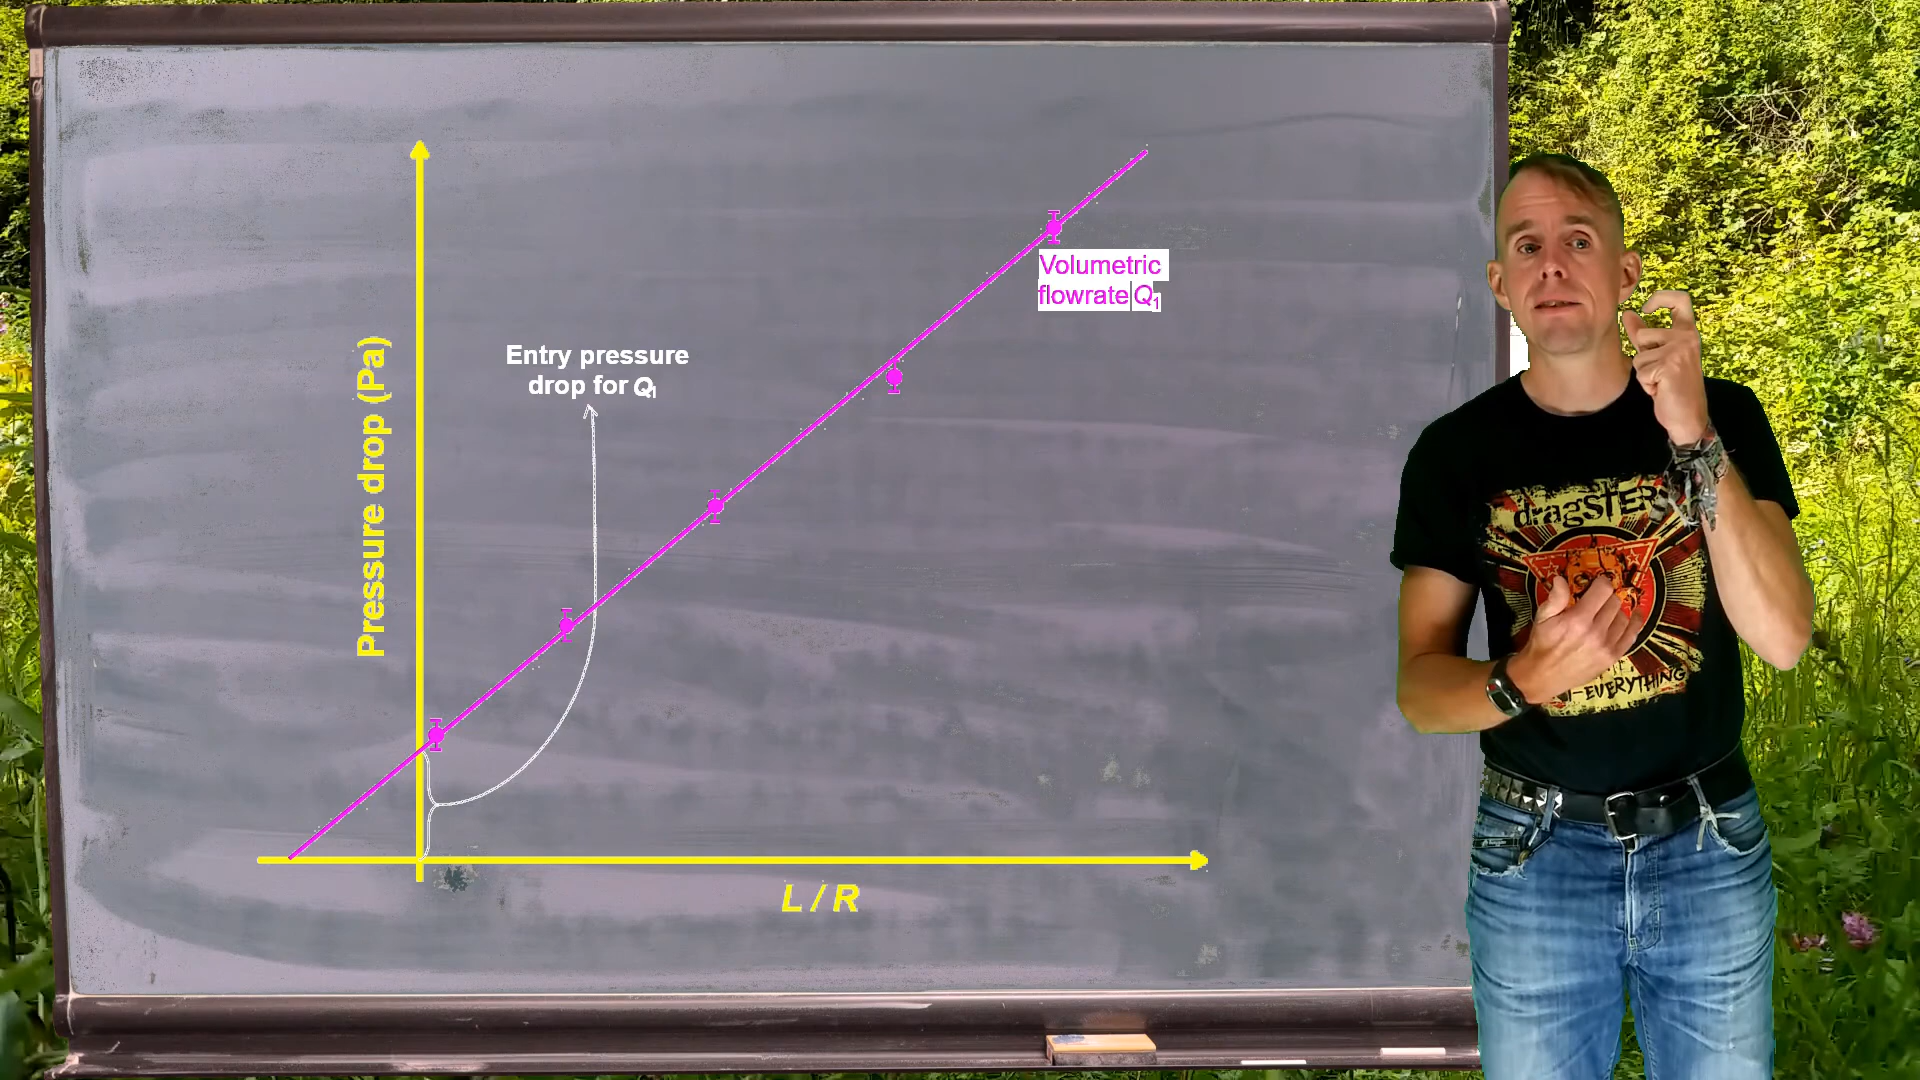 Volumetric
flowrate Q1
Entry pressure
drop for Q1
Pressure drop (Pa)
L / R
dragSTER
I-EVERYTHING